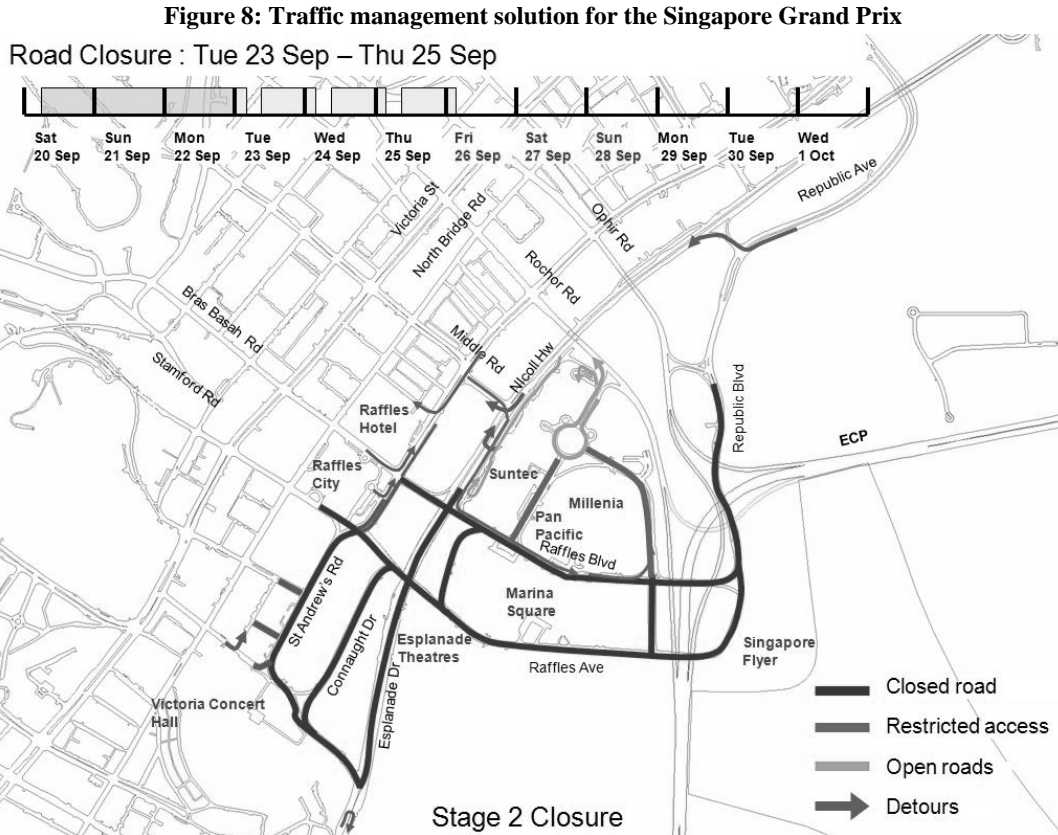 Figure 8: Traffic management solution for the Singapore Grand Prix
Road Closure : Tue 23 Sep – Thu 25 Sep
Sat
20 Sep
Sun
21 Sep
Mon
22 Sep
Tue
23 Sep
Wed
24 Sep
Thu
25 Sep
Fri
26 Sep
Sat
27 Sep
Sun
28 Sep
Mon
29 Sep
Tue
30 Sep
Wed
1 Oct
Republic Ave
Victoria St
North Bridge Rd
Ophir Rd
Rochor Rd
Bras Basah Rd
Stamford Rd
Middle Rd
NIcoll Hw
Republic Blvd
ECP
Raffles
Hotel
Raffles
City
Suntec
Millenia
Pan
Pacific
Raffles Blvd
Marina
Square
St Andrew's Rd
Connaught Dr
Esplanade Dr
Esplanade
Theatres
Raffles Ave
Singapore
Flyer
Victoria Concert
Hall
Closed road
Restricted access
Open roads
Detours
Stage 2 Closure